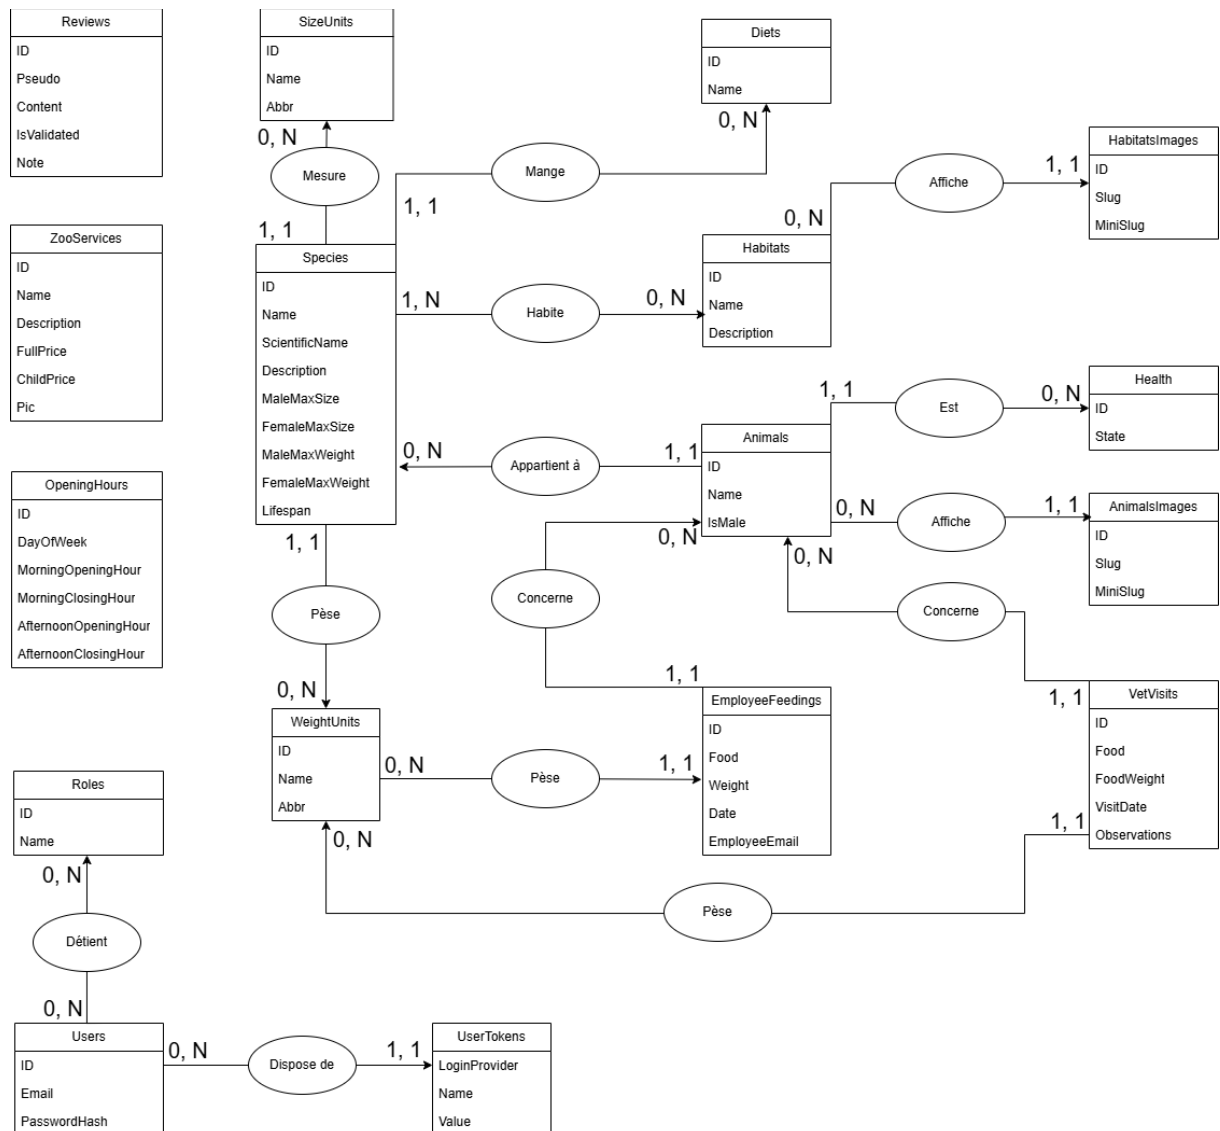 Reviews
ID
Pseudo
Content
IsValidated
Note
SizeUnits
ID
Name
Abbr
0, N
Mesure
1, 1
Diets
ID
Name
0, N
Mange
1, 1
HabitatsImages
ID
Slug
MiniSlug
1, 1
Affiche
0, N
ZooServices
ID
Name
Description
FullPrice
ChildPrice
Pic
Species
ID
Name
ScientificName
Description
MaleMaxSize
FemaleMaxSize
MaleMaxWeight
FemaleMaxWeight
Lifespan
1, N
Habite
0, N
Habitats
ID
Name
Description
Health
ID
State
1, 1
Est
0, N
0, N
Appartient à
1, 1
Animals
ID
Name
IsMale
0, N
Affiche
1, 1
AnimalsImages
ID
Slug
MiniSlug
OpeningHours
ID
DayOfWeek
MorningOpeningHour
MorningClosingHour
AfternoonOpeningHour
AfternoonClosingHour
1, 1
Pèse
0, N
0, N
Concerne
1, 1
0, N
Concerne
1, 1
WeightUnits
ID
Name
Abbr
0, N
Pèse
1, 1
EmployeeFeedings
ID
Food
Weight
Date
EmployeeEmail
VetVisits
ID
Food
FoodWeight
VisitDate
Observations
1, 1
0, N
Pèse
Roles
ID
Name
0, N
Détient
0, N
Users
ID
Email
PasswordHash
0, N
Dispose de
1, 1
UserTokens
LoginProvider
Name
Value